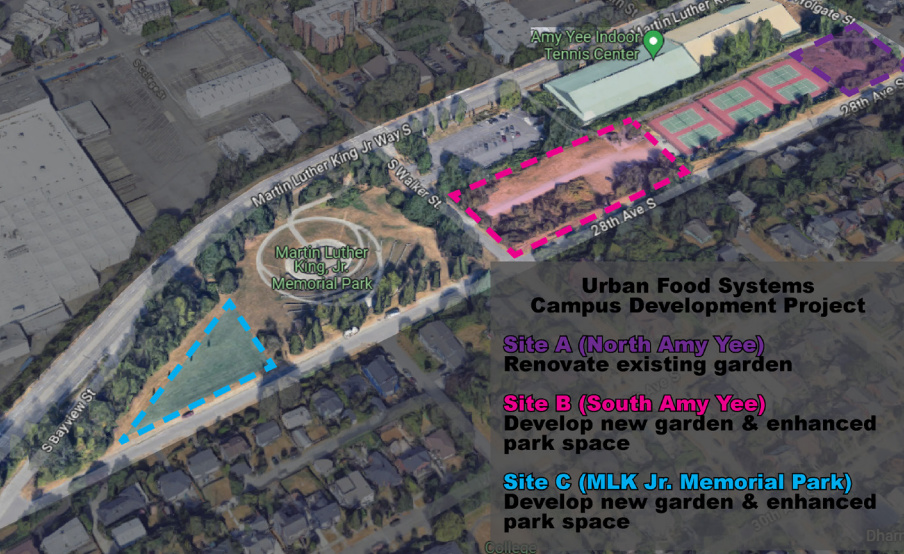 Martin Luther King
Amy Yee Indoor
Tennis Center
28th Ave S
Martin Luther King Jr Way S
S Walker St
28th Ave S
Martin Luther
King, Jr.
Memorial Park
S Bayview St
Urban Food Systems
Campus Development Project
Site A (North Amy Yee)
Renovate existing garden
Site B (South Amy Yee)
Develop new garden & enhanced
park space
Site C (MLK Jr. Memorial Park)
Develop new garden & enhanced
park space
College